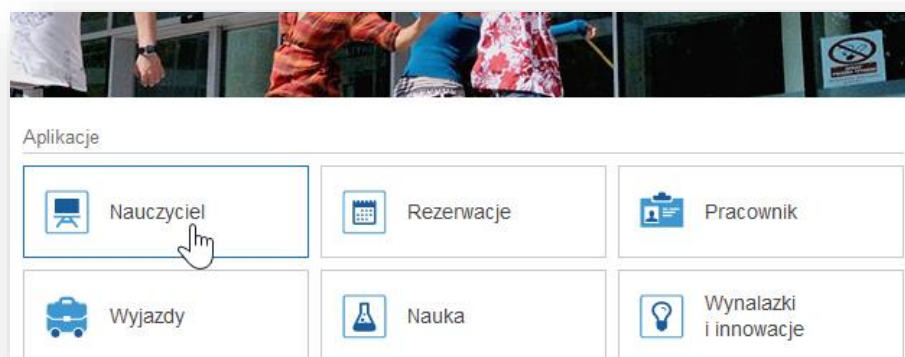 Aplikacje
Nauczyciel
Rezerwacje
Pracownik
Wyjazdy
Nauka
Wynalazki
i innowacje